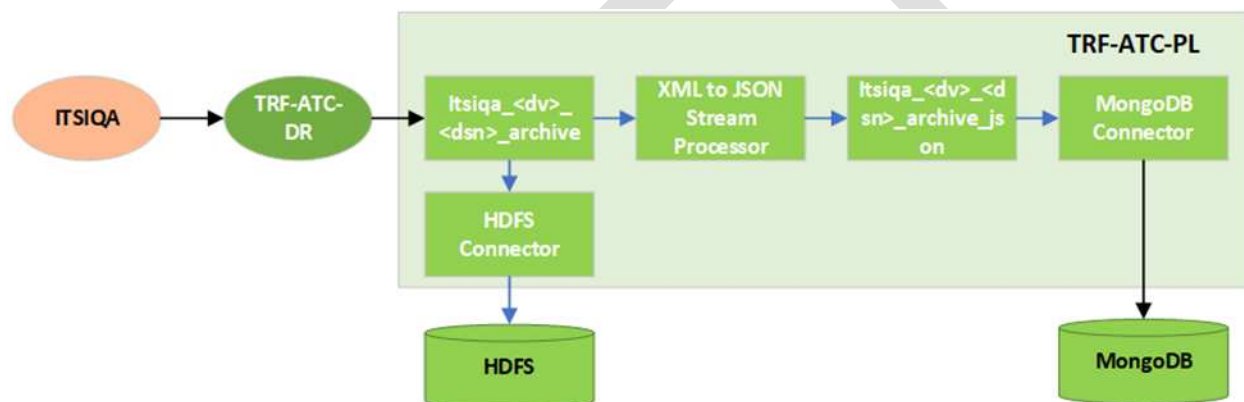 TRF-ATC-PL
ITSIQA
TRF-ATC-
DR
Itsiqa_<dv>_
<dsn>_archive
XML to JSON
Stream
Processor
Itsiqa_<dv>_<d
sn>_archive_js
on
MongoDB
Connector
HDFS
Connector
HDFS
MongoDB